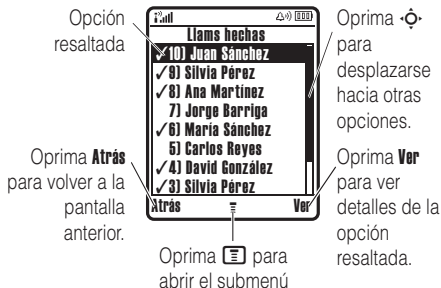 Opción
resaltada
Llams hechas
✓10) Juan Sánchez
✓9) Silvia Pérez
✓8) Ana Martínez
7) Jorge Barriga
✓6) María Sánchez
5) Carlos Reyes
✓4) David González
✓3) Silvia Pérez
Atrás
Ver
Oprima
para
desplazarse
hacia otras
opciones.
Oprima Atrás
para volver a la
pantalla
anterior.
Oprima Ver
para ver
detalles de la
opción
resaltada.
Oprima para
abrir el submenú